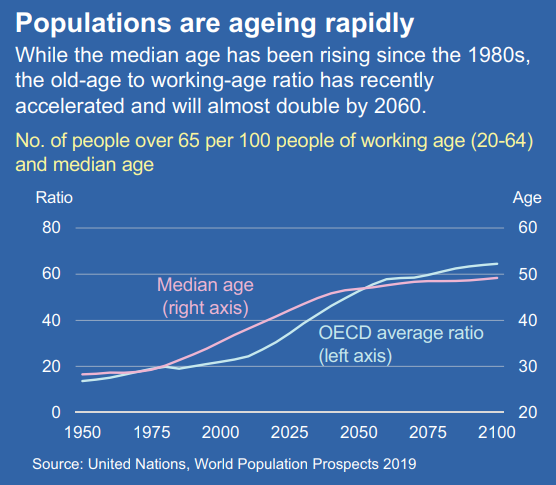 Populations are ageing rapidly
While the median age has been rising since the 1980s,
the old-age to working-age ratio has recently
accelerated and will almost double by 2060.
No. of people over 65 per 100 people of working age (20-64)
and median age
Ratio
Age
80
60
60
50
40
40
20
30
0
20
Median age
(right axis)
OECD average ratio
(left axis)
1950
1975
2000
2025
2050
2075
2100
Source: United Nations, World Population Prospects 2019